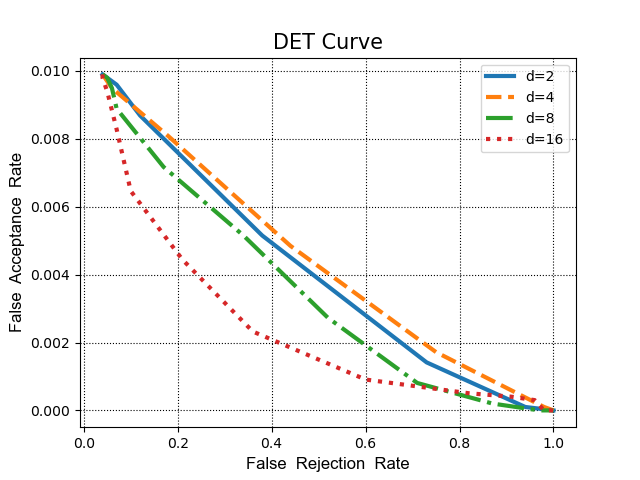 DET Curve
d=2
d=4
d=8
d=16
False Acceptance Rate
0.010
0.008
0.006
0.004
0.002
0.000
0.0 0.2 0.4 0.6 0.8 1.0
False Rejection Rate